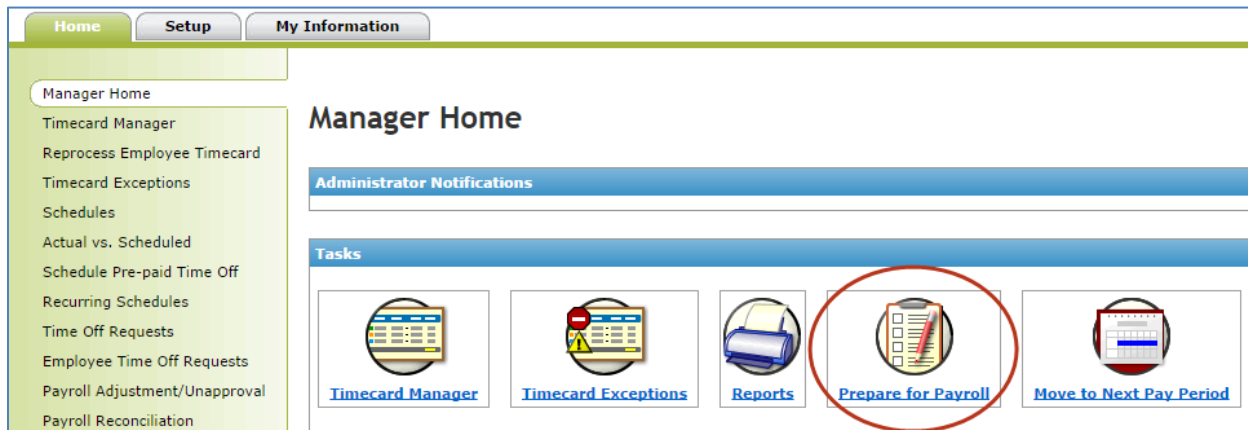 Home Setup My Information
Manager Home
Timecard Manager
Reprocess Employee Timecard
Timecard Exceptions
Schedules
Actual vs. Scheduled
Schedule Pre-paid Time Off
Recurring Schedules
Time Off Requests
Employee Time Off Requests
Payroll Adjustment/Unapproval
Payroll Reconciliation
Manager Home
Administrator Notifications
Tasks
Timecard Manager Timecard Exceptions Reports Prepare for Payroll Move to Next Pay Period